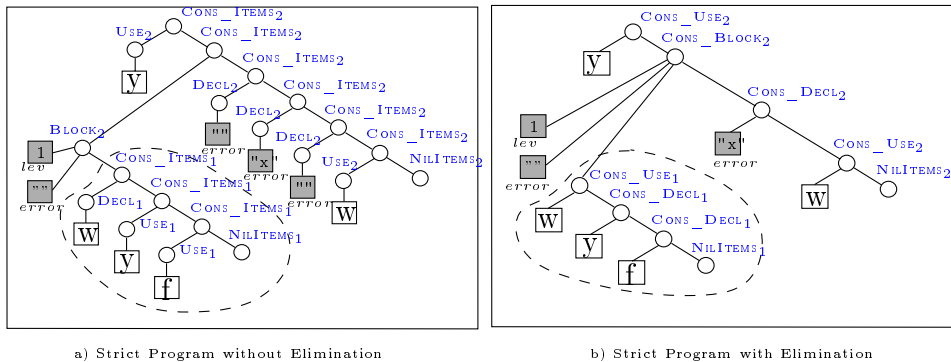 Cons_Items2
Use2
Cons_Items2
y
Cons_Items2
Decl2
Cons_Items2
""
error
Decl2
Cons_Items2
"x"
error
Decl2
Cons_Items2
""
error
Use2
NilItems2
w
Block2
1
lev
""
error
Cons_Items1
Decl1
Cons_Items1
w
Use1
Cons_Items1
y
Use1
NilItems1
f
a) Strict Program without Elimination
Cons_Use2
y
Cons_Block2
1
lev
""
error
Cons_Decl2
"x"
error
Cons_Use2
w
NilItems2
Cons_Use1
w
Cons_Decl1
y
Cons_Decl1
f
NilItems1
b) Strict Program with Elimination